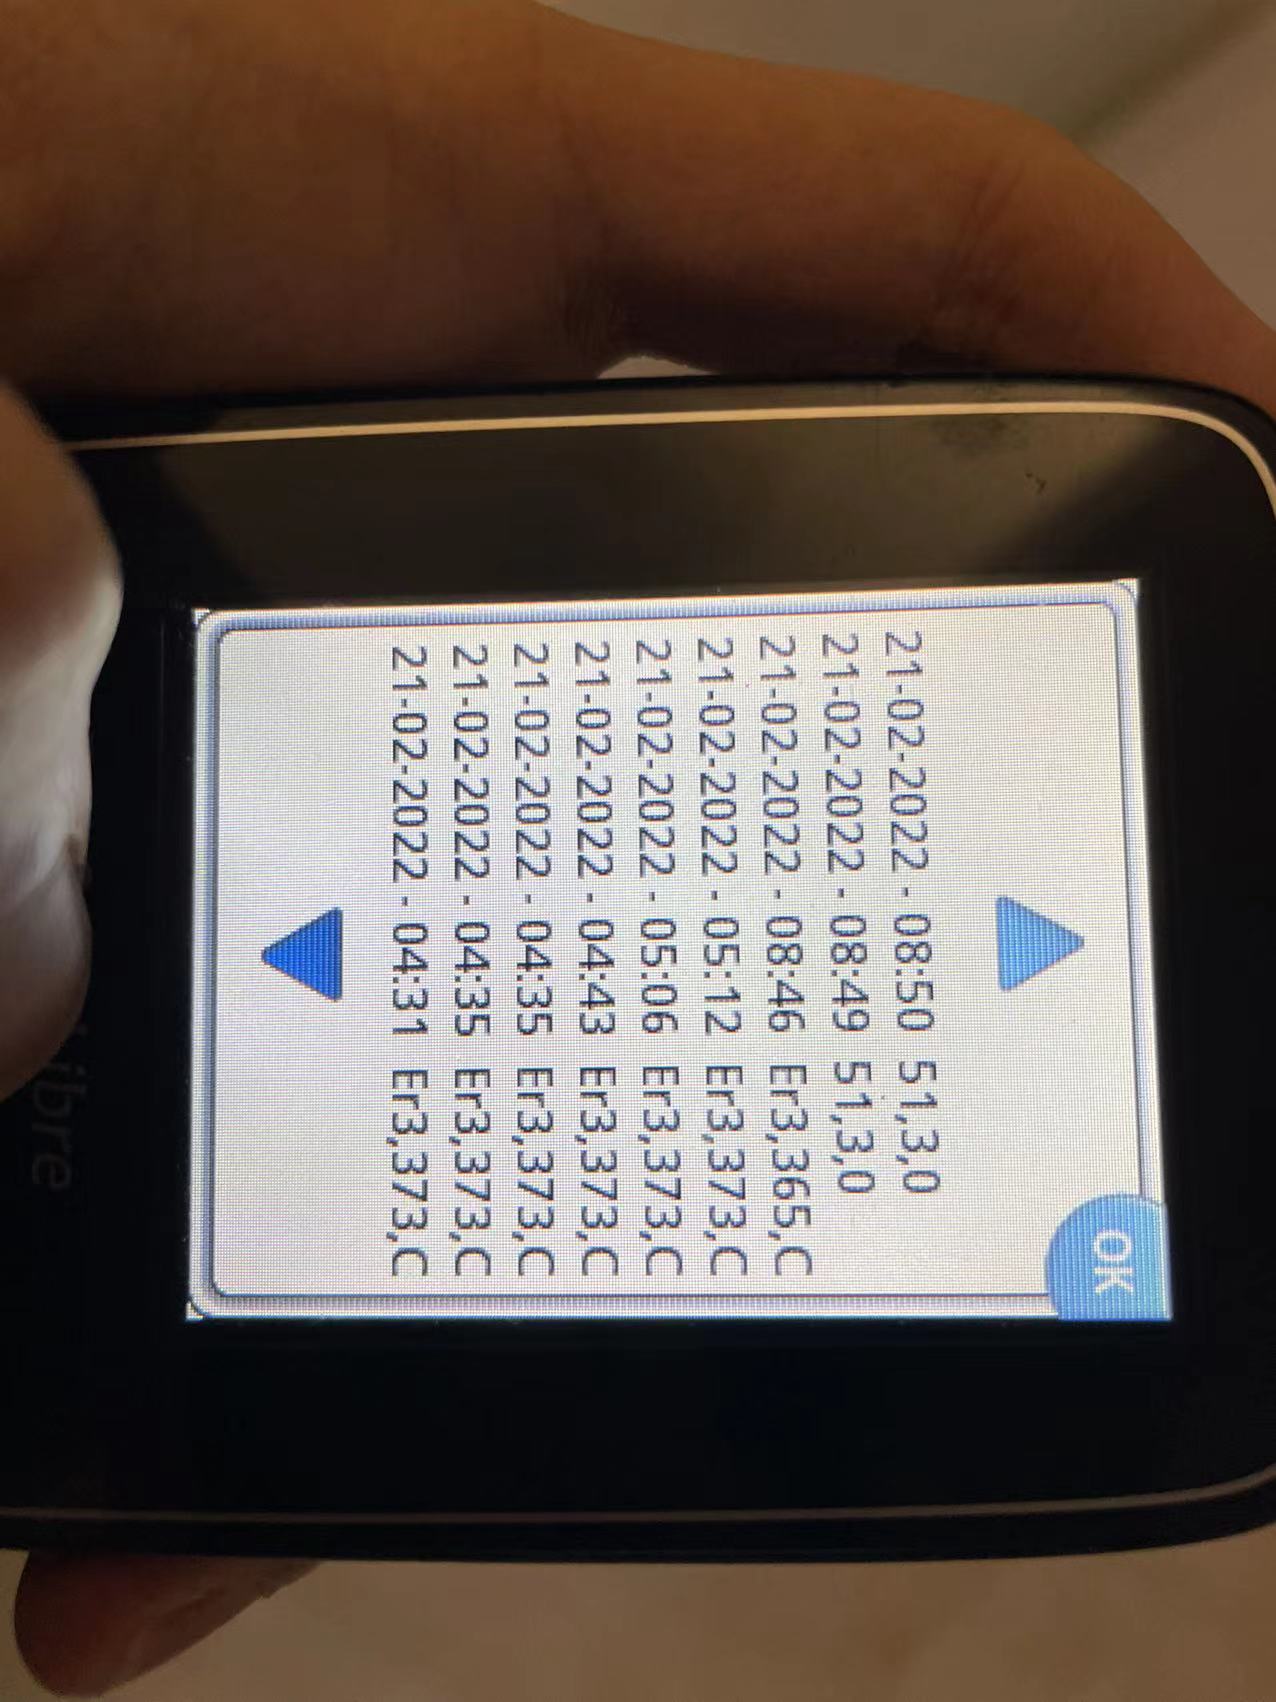 OK
21-02-2022 - 08:50 51,3,0
21-02-2022 - 08:49 51,3,0
21-02-2022 - 08:46 Er3,365,C
21-02-2022 - 05:12 Er3,373,C
21-02-2022 - 05:06 Er3,373,C
21-02-2022 - 04:43 Er3,373,C
21-02-2022 - 04:35 Er3,373,C
21-02-2022 - 04:35 Er3,373,C
21-02-2022 - 04:31 Er3,373,C
libre